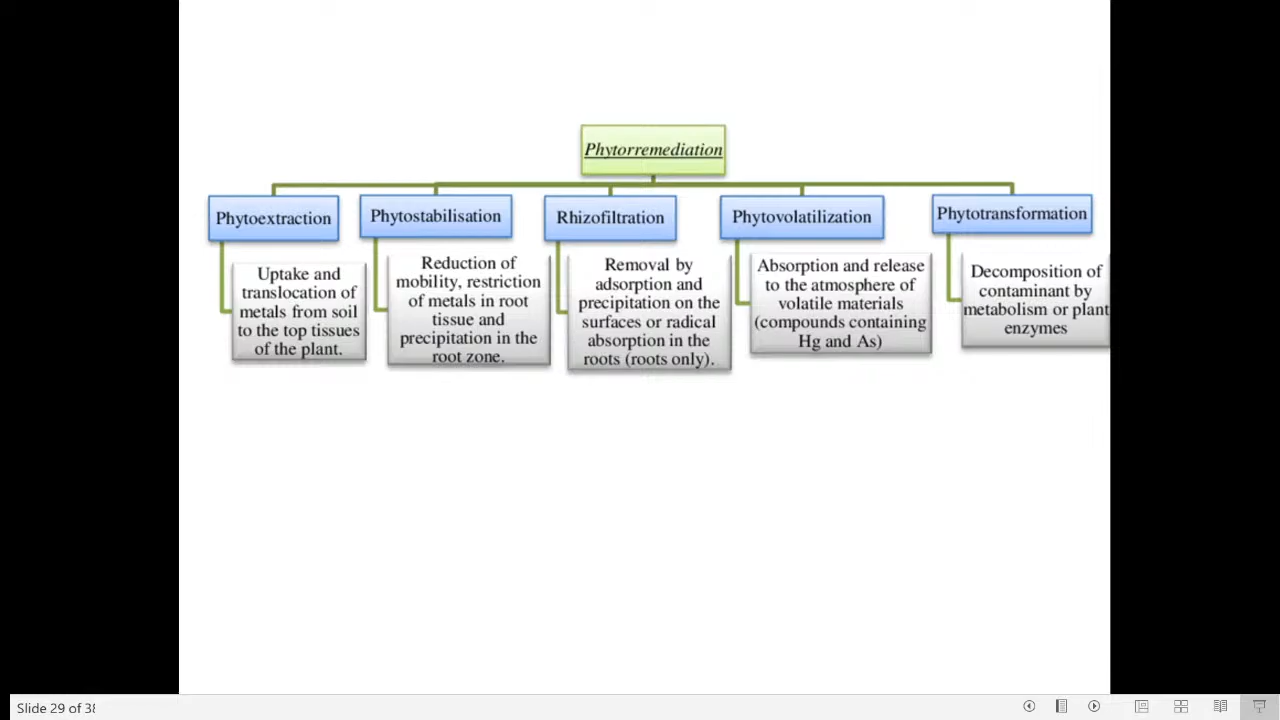 Phytorremediation
Phytoextraction
Uptake and
translocation of
metals from soil
to the top tissues
of the plant.
Phytostabilisation
Reduction of
mobility, restriction
of metals in root
tissue and
precipitation in the
root zone.
Rhizofiltration
Removal by
adsorption and
precipitation on the
surfaces or radical
absorption in the
roots (roots only).
Phytovolatilization
Absorption and release
to the atmosphere of
volatile materials
(compounds containing
Hg and As)
Phytotransformation
Decomposition of
contaminant by
metabolism or plant
enzymes
Slide 29 of 38